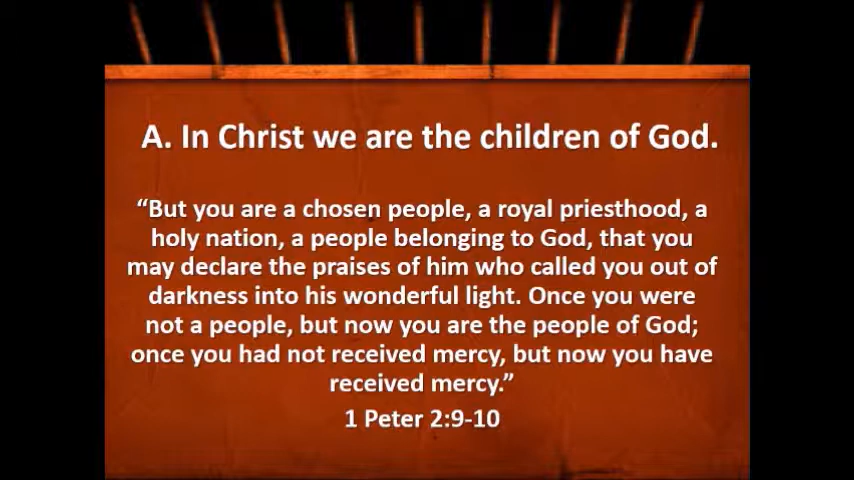 A. In Christ we are the children of God.
“But you are a chosen people, a royal priesthood, a
holy nation, a people belonging to God, that you
may declare the praises of him who called you out of
darkness into his wonderful light. Once you were
not a people, but now you are the people of God;
once you had not received mercy, but now you have
received mercy.”
1 Peter 2:9-10